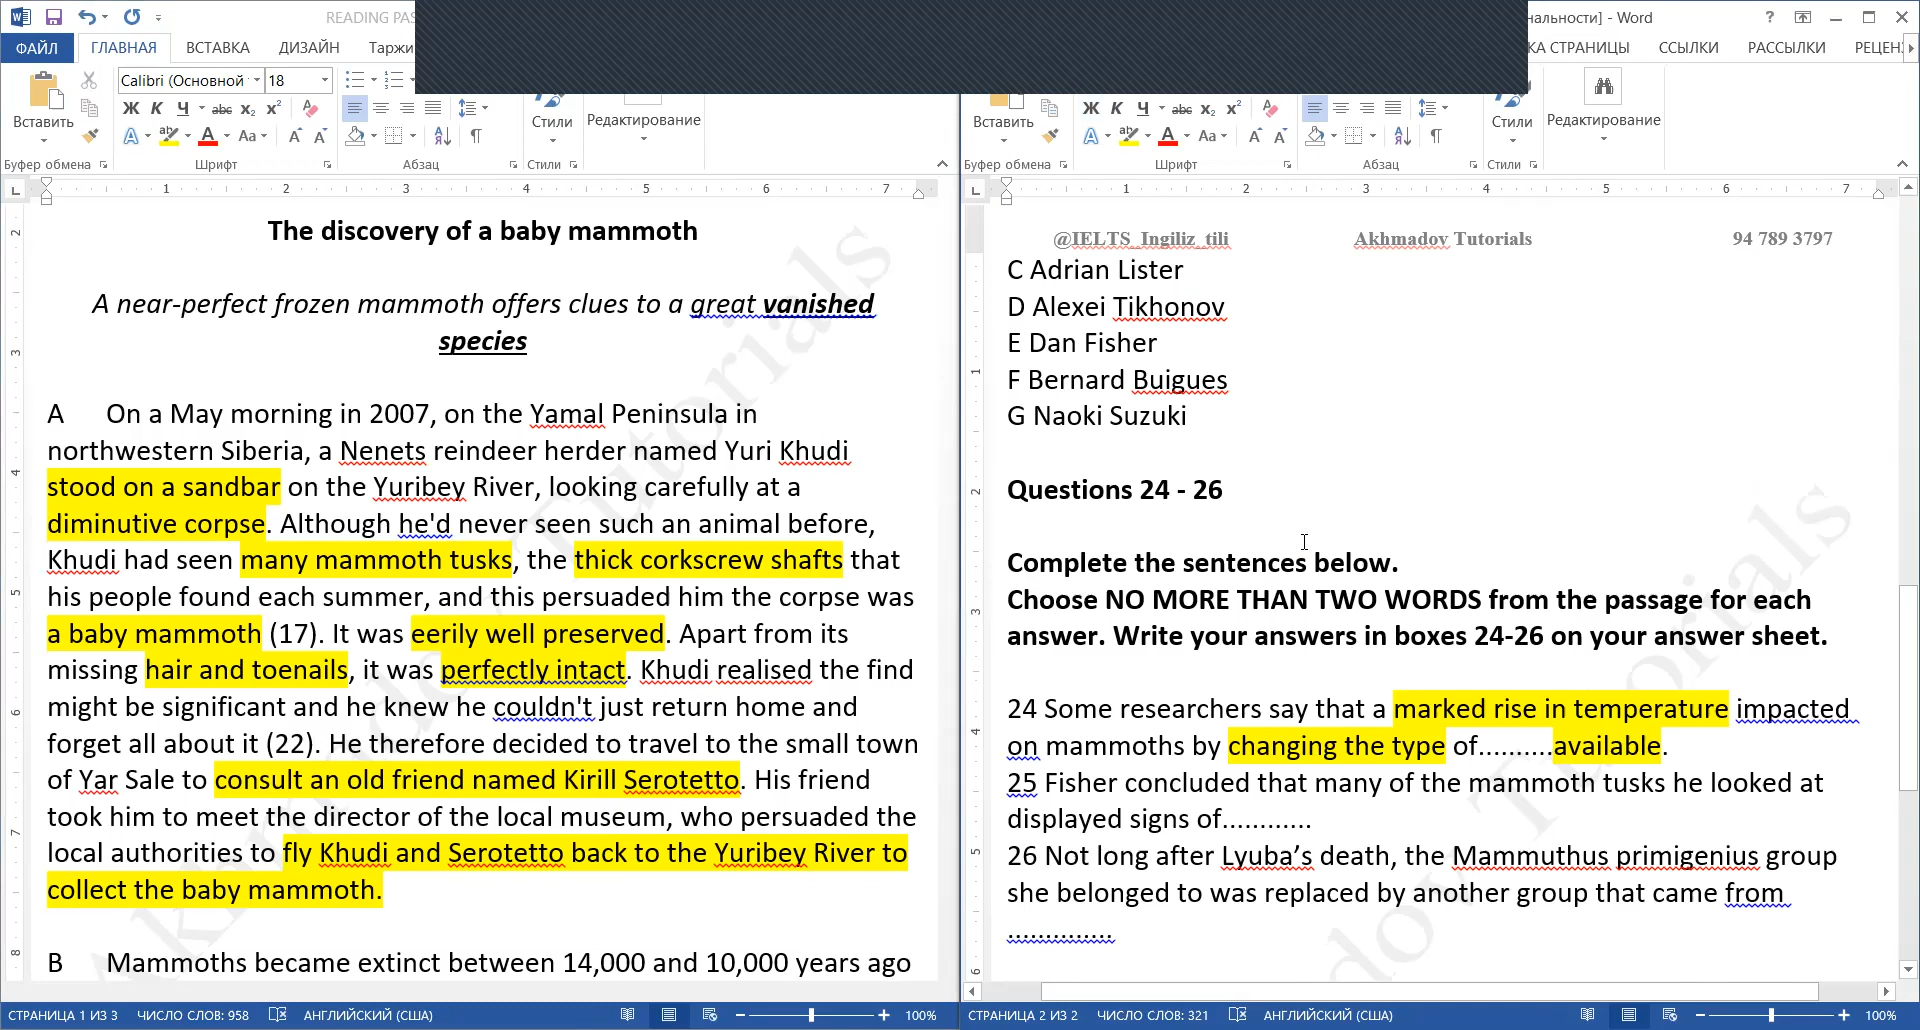 READING PAS
нальности] - Word
ФАЙЛ ГЛАВНАЯ ВСТАВКА ДИЗАЙН Таржи
КА СТРАНИЦЫ ССЫЛКИ РАССЫЛКИ РЕЦЕН
Calibri (Основной 18
Вставить Стили Редактирование
Буфер обмена Шрифт Абзац Стили
Вставить Стили Редактирование
Буфер обмена Шрифт Абзац Стили
The discovery of a baby mammoth
A near-perfect frozen mammoth offers clues to a great vanished
species
A On a May morning in 2007, on the Yamal Peninsula in
northwestern Siberia, a Nenets reindeer herder named Yuri Khudi
stood on a sandbar on the Yuribey River, looking carefully at a
diminutive corpse. Although he'd never seen such an animal before,
Khudi had seen many mammoth tusks, the thick corkscrew shafts that
his people found each summer, and this persuaded him the corpse was
a baby mammoth (17). It was eerily well preserved. Apart from its
missing hair and toenails, it was perfectly intact. Khudi realised the find
might be significant and he knew he couldn't just return home and
forget all about it (22). He therefore decided to travel to the small town
of Yar Sale to consult an old friend named Kirill Serotetto. His friend
took him to meet the director of the local museum, who persuaded the
local authorities to fly Khudi and Serotetto back to the Yuribey River to
collect the baby mammoth.
B Mammoths became extinct between 14,000 and 10,000 years ago
СТРАНИЦА 1 ИЗ 3 ЧИСЛО СЛОВ: 958 АНГЛИЙСКИЙ (США) 100%
@IELTS_Ingiliz_tili Akhmadov Tutorials 94 789 3797
C Adrian Lister
D Alexei Tikhonov
E Dan Fisher
F Bernard Buigues
G Naoki Suzuki
Questions 24 - 26
Complete the sentences below.
Choose NO MORE THAN TWO WORDS from the passage for each
answer. Write your answers in boxes 24-26 on your answer sheet.
24 Some researchers say that a marked rise in temperature impacted
on mammoths by changing the type of..........available.
25 Fisher concluded that many of the mammoth tusks he looked at
displayed signs of............
26 Not long after Lyuba’s death, the Mammuthus primigenius group
she belonged to was replaced by another group that came from
..............
СТРАНИЦА 2 ИЗ 2 ЧИСЛО СЛОВ: 321 АНГЛИЙСКИЙ (США) 100%